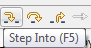 Step Into (F5)